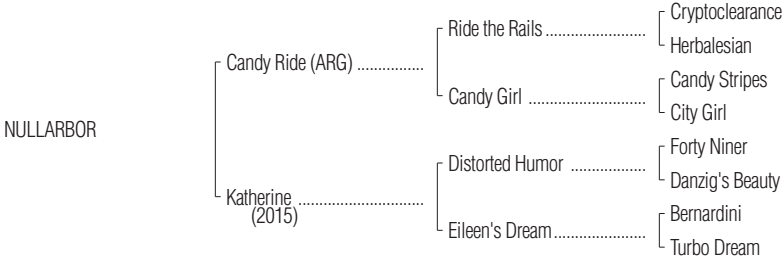 Cryptoclearance
Ride the Rails ........................
Herbalesian
Candy Ride (ARG) ................
Candy Stripes
Candy Girl ............................
City Girl
NULLARBOR
Forty Niner
Distorted Humor ..................
Danzig's Beauty
Katherine ..............................
(2015)
Bernardini
Eileen's Dream......................
Turbo Dream